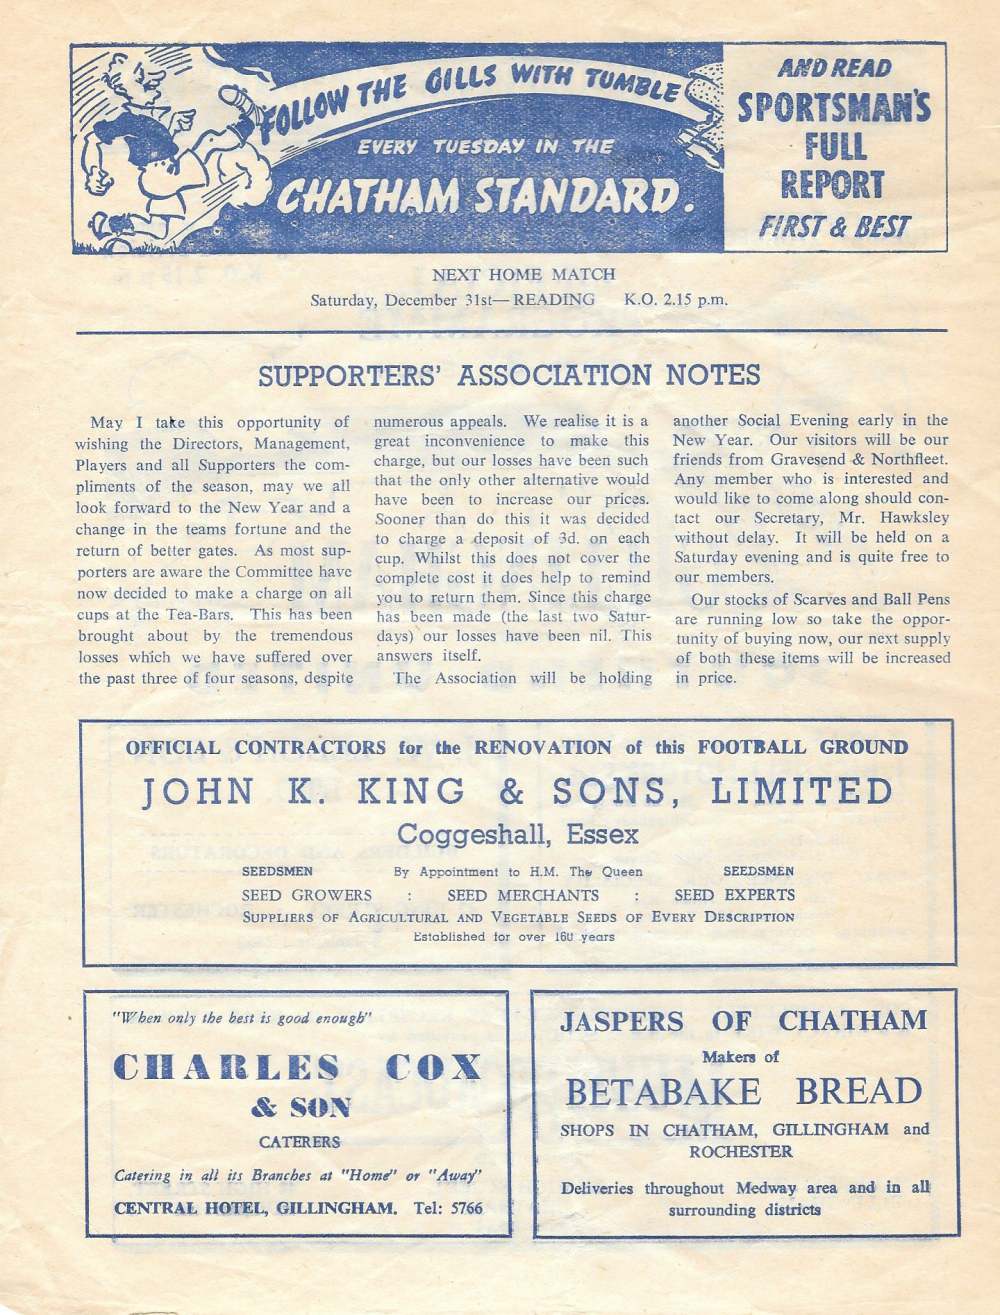 FOLLOW THE GILLS WITH TUMBLE
EVERY TUESDAY IN THE
CHATHAM STANDARD.
AND READ
SPORTSMAN'S
FULL
REPORT
FIRST & BEST
NEXT HOME MATCH
Saturday, December 31st—READING K.O. 2.15 p.m.
SUPPORTERS' ASSOCIATION NOTES
May I take this opportunity of
wishing the Directors, Management,
Players and all Supporters the com-
pliments of the season, may we all
look forward to the New Year and a
change in the teams fortune and the
return of better gates. As most sup-
porters are aware the Committee have
now decided to make a charge on all
cups at the Tea-Bars. This has been
brought about by the tremendous
losses which we have suffered over
the past three of four seasons, despite
numerous appeals. We realise it is a
great inconvenience to make this
charge, but our losses have been such
that the only other alternative would
have been to increase our prices.
Sooner than do this it was decided
to charge a deposit of 3d. on each
cup. Whilst this does not cover the
complete cost it does help to remind
you to return them. Since this charge
has been made (the last two Satur-
days) our losses have been nil. This
answers itself.
The Association will be holding
another Social Evening early in the
New Year. Our visitors will be our
friends from Gravesend & Northfleet.
Any member who is interested and
would like to come along should con-
tact our Secretary, Mr. Hawksley
without delay. It will be held on a
Saturday evening and is quite free to
our members.
Our stocks of Scarves and Ball Pens
are running low so take the oppor-
tunity of buying now, our next supply
of both these items will be increased
in price.
OFFICIAL CONTRACTORS for the RENOVATION of this FOOTBALL GROUND
JOHN K. KING & SONS, LIMITED
Coggeshall, Essex
SEEDSMEN By Appointment to H.M. The Queen SEEDSMEN
SEED GROWERS : SEED MERCHANTS : SEED EXPERTS
SUPPLIERS OF AGRICULTURAL AND VEGETABLE SEEDS OF EVERY DESCRIPTION
Established for over 160 years
"When only the best is good enough"
CHARLES COX
& SON
CATERERS
Catering in all its Branches at "Home" or "Away"
CENTRAL HOTEL, GILLINGHAM. Tel: 5766
JASPERS OF CHATHAM
Makers of
BETABAKE BREAD
SHOPS IN CHATHAM, GILLINGHAM and
ROCHESTER
Deliveries throughout Medway area and in all
surrounding districts